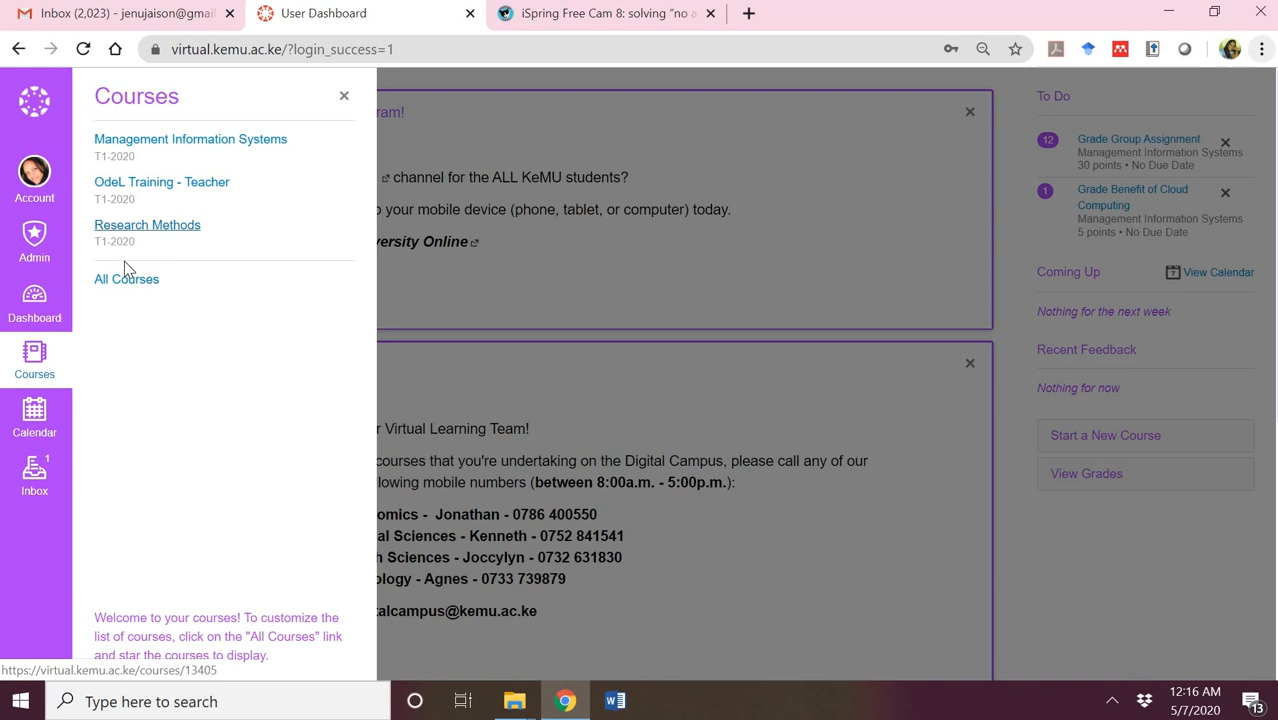 Inbox (2,023) - jenujaison@gmai
User Dashboard
iSpring Free Cam 8: solving "no a
virtual.kemu.ac.ke/?login_success=1
Account
Admin
Dashboard
Courses
Calendar
1
Inbox
Courses
Management Information Systems
T1-2020
OdeL Training - Teacher
T1-2020
Research Methods
T1-2020
All Courses
Welcome to your courses! To customize the
list of courses, click on the "All Courses" link
and star the courses to display.
https://virtual.kemu.ac.ke/courses/13405
ram!
channel for the ALL KeMU students?
o your mobile device (phone, tablet, or computer) today.
versity Online
r Virtual Learning Team!
courses that you're undertaking on the Digital Campus, please call any of our
llowing mobile numbers (between 8:00a.m. - 5:00p.m.):
omics - Jonathan - 0786 400550
al Sciences - Kenneth - 0752 841541
h Sciences - Joccylyn - 0732 631830
ology - Agnes - 0733 739879
talcampus@kemu.ac.ke
To Do
12
Grade Group Assignment
Management Information Systems
30 points • No Due Date
1
Grade Benefit of Cloud
Computing
Management Information Systems
5 points • No Due Date
Coming Up
7
View Calendar
Nothing for the next week
Recent Feedback
Nothing for now
Start a New Course
View Grades
Type here to search
12:16 AM
5/7/2020
13